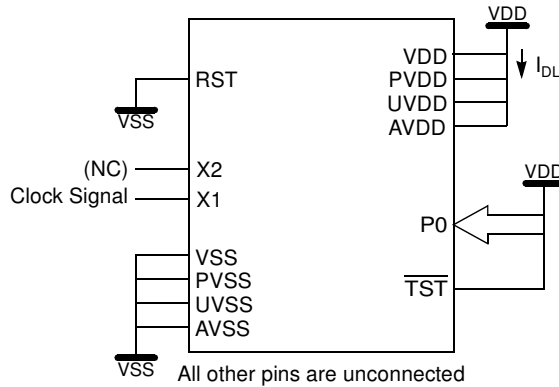 VDD
VDD
IDL
RST
PVDD
UVDD
VSS
AVDD
(NC)
X2
VDD
Clock Signal
X1
P0
VSS
PVSS
TST
UVSS
AVSS
VSS
All other pins are unconnected